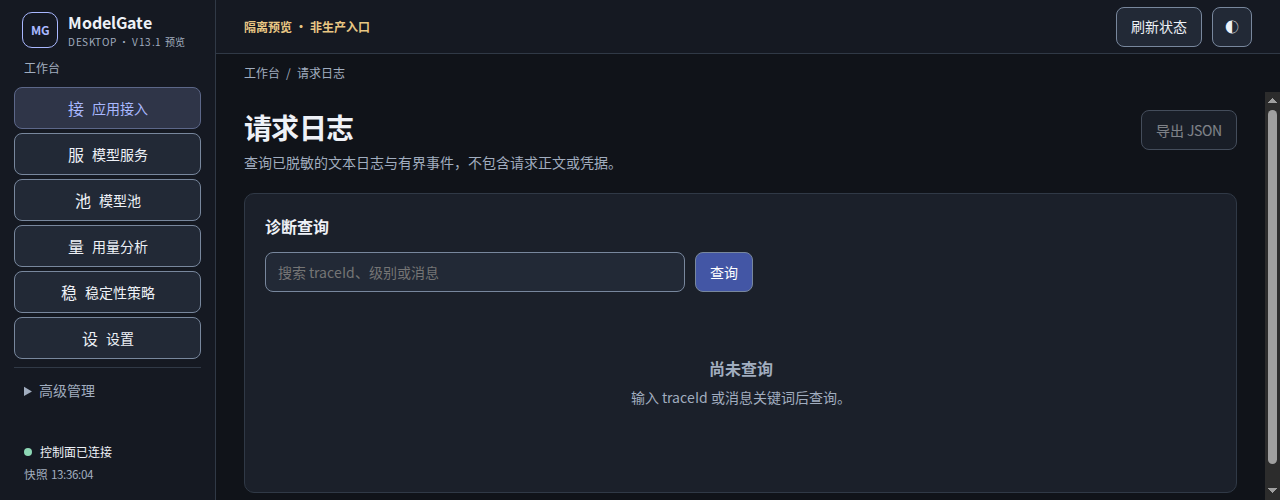 MG
ModelGate
DESKTOP · V13.1 预览
工作台
接 应用接入
服 模型服务
池 模型池
量 用量分析
稳 稳定性策略
设 设置
▶ 高级管理
控制面已连接
快照 13:36:04
隔离预览 · 非生产入口
刷新状态
工作台 / 请求日志
请求日志
查询已脱敏的文本日志与有界事件，不包含请求正文或凭据。
导出 JSON
诊断查询
搜索 traceId、级别或消息
查询
尚未查询
输入 traceId 或消息关键词后查询。